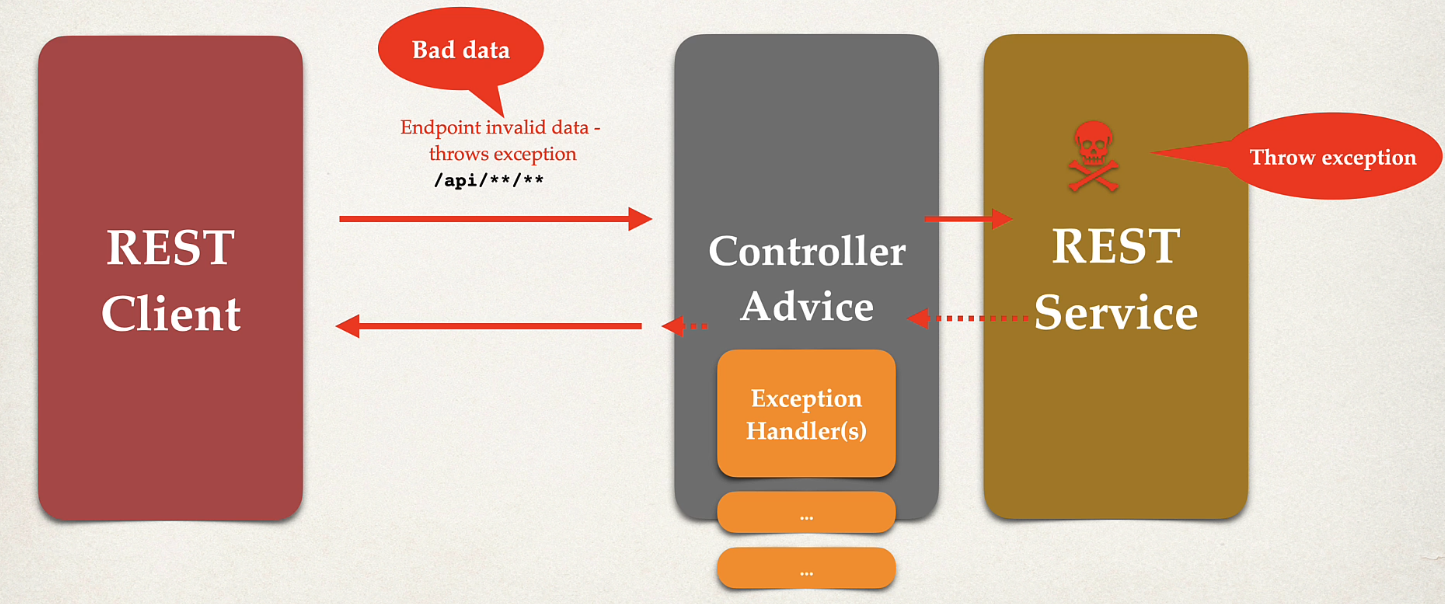 Bad data
Endpoint invalid data -
throws exception
/api/**/**
REST
Client
Controller
Advice
Exception
Handler(s)
...
...
REST
Service
Throw exception